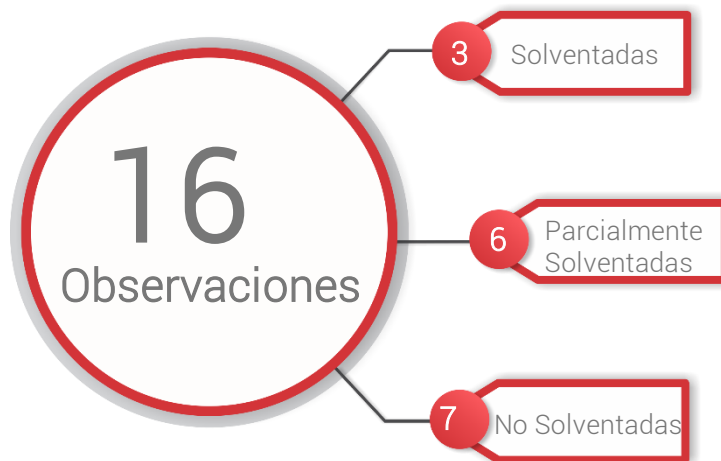 16
Observaciones
3
Solventadas
6
Parcialmente
Solventadas
7
No Solventadas